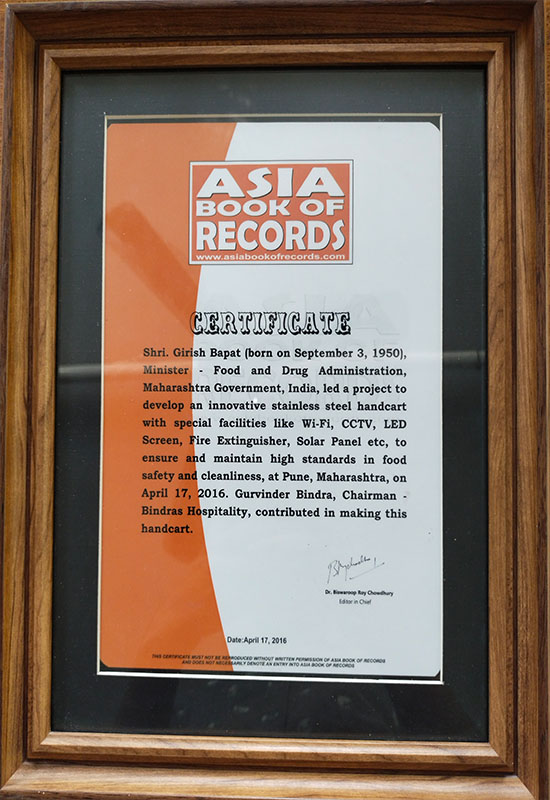 ASIA
BOOK OF
RECORDS
www.asiabookofrecords.com
CERTIFICATE
Shri. Girish Bapat (born on September 3, 1950),
Minister - Food and Drug Administration,
Maharashtra Government, India, led a project to
develop an innovative stainless steel handcart
with special facilities like Wi-Fi, CCTV, LED
Screen, Fire Extinguisher, Solar Panel etc, to
ensure and maintain high standards in food
safety and cleanliness, at Pune, Maharashtra, on
April 17, 2016. Gurvinder Bindra, Chairman -
Bindras Hospitality, contributed in making this
handcart.
Dr. Biswaroop Roy Chowdhury
Editor in Chief
Date:April 17, 2016
THIS CERTIFICATE MUST NOT BE REPRODUCED WITHOUT WRITTEN PERMISSION OF ASIA BOOK OF RECORDS
AND DOES NOT NECESSARILY DENOTE AN ENTRY INTO ASIA BOOK OF RECORDS